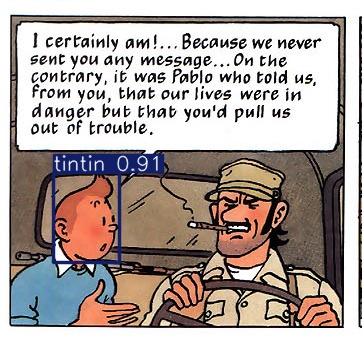 I certainly am!... Because we never
sent you any message... On the
contrary, it was Pablo who told us,
from you, that our lives were in
danger but that you'd pull us
out of trouble.
tintin 0.91